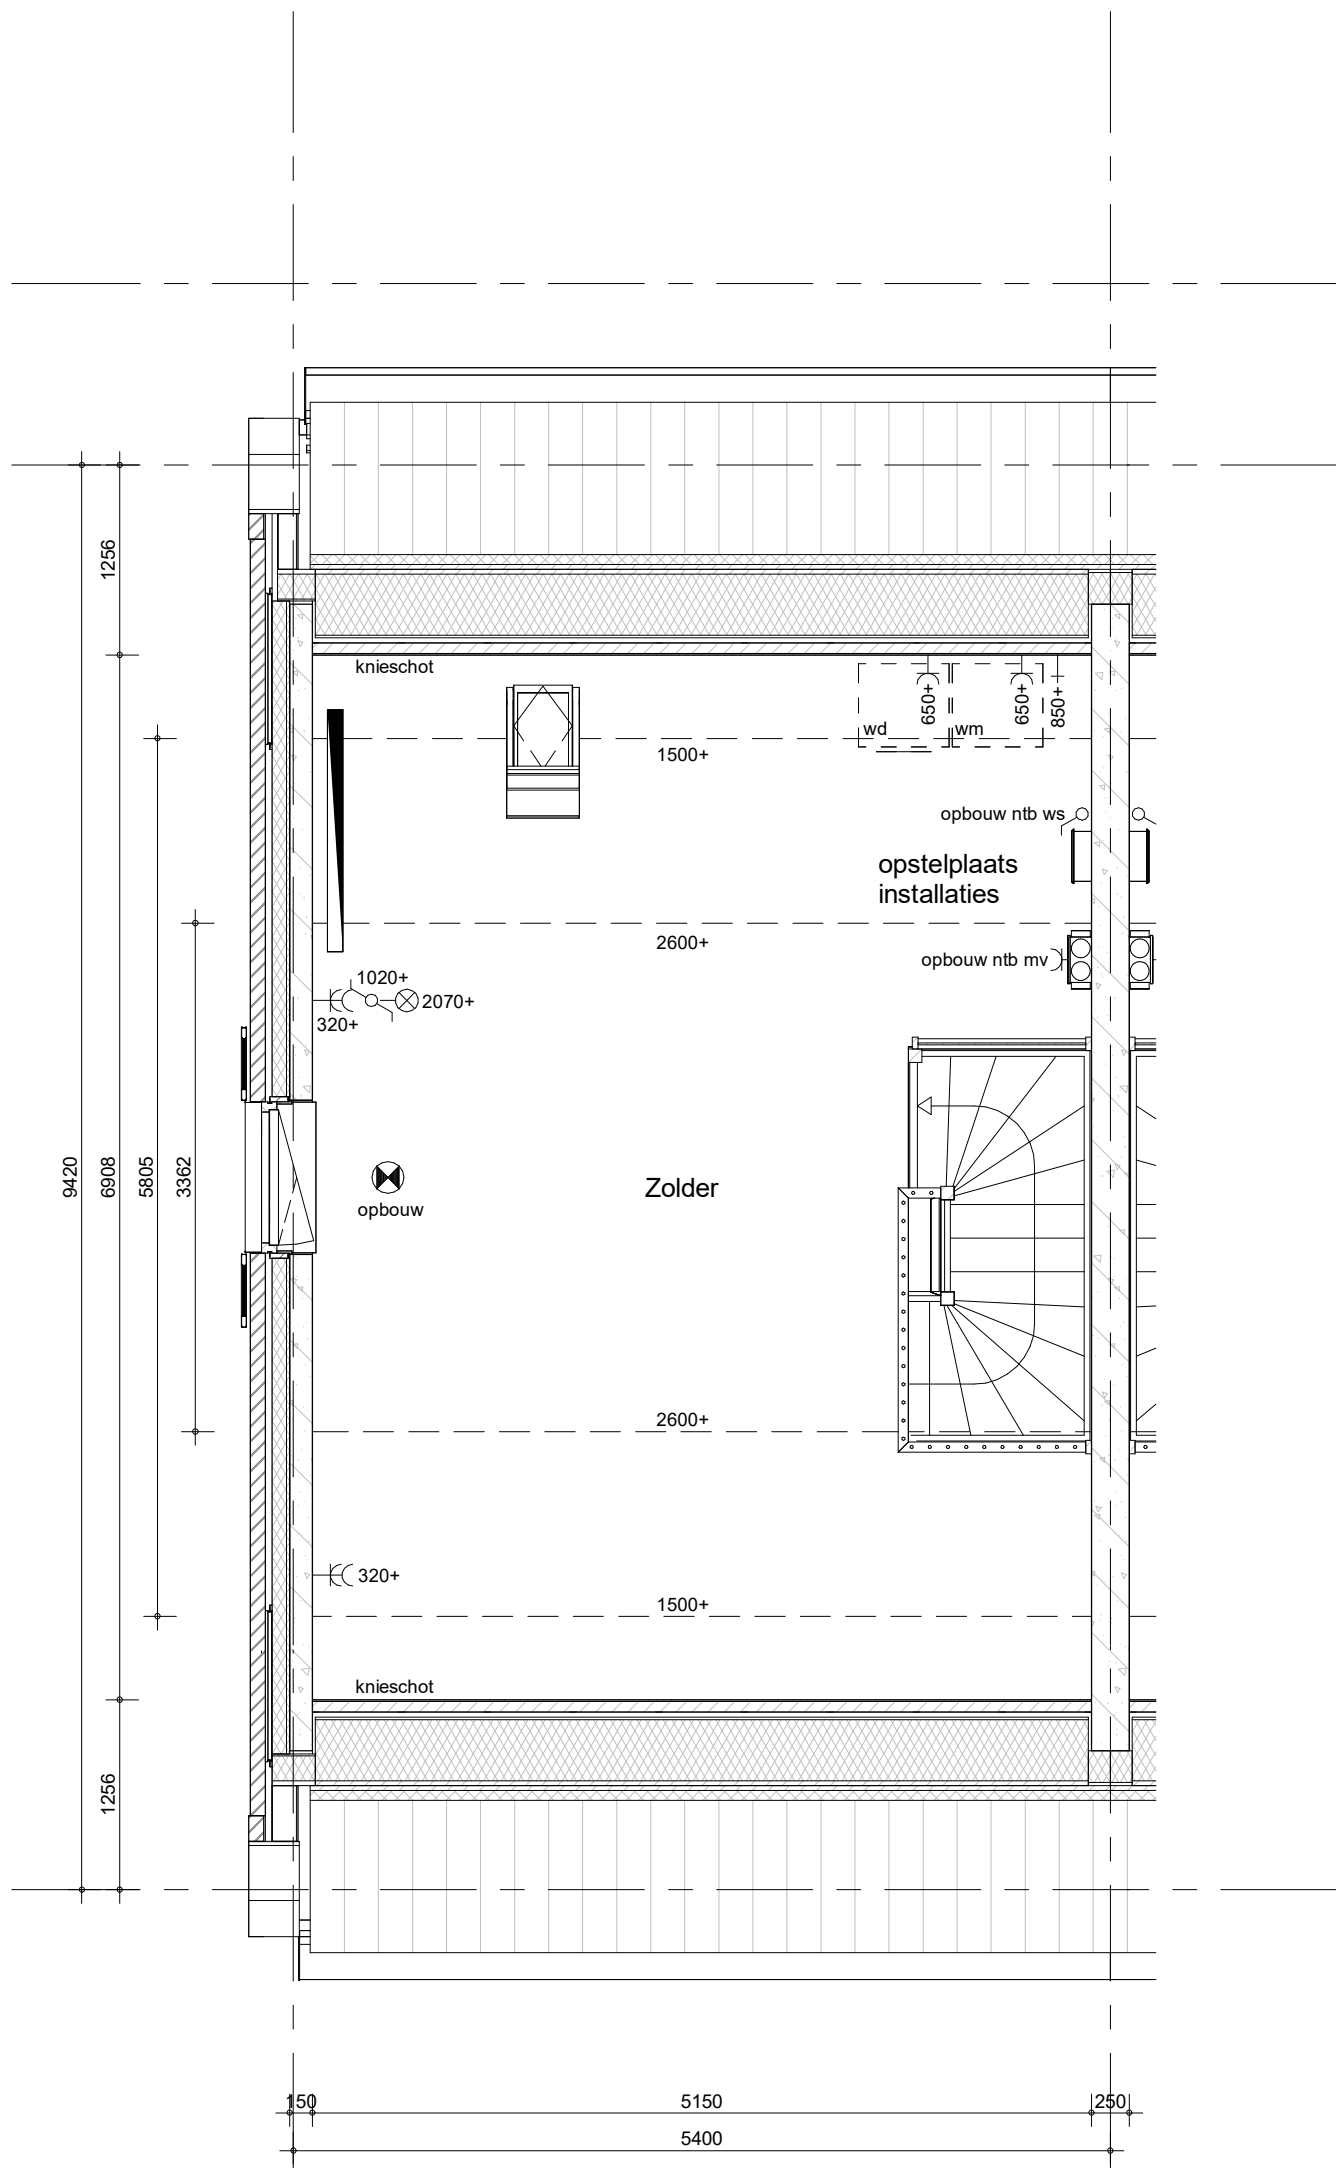 1256
knieschot
650+
650+
850+
wd
wm
1500+
opbouw ntb ws
opstelplaats
installaties
2600+
opbouw ntb mv
1020+
2070+
320+
9420
6908
5805
3362
Zolder
opbouw
2600+
320+
1500+
knieschot
1256
150
5150
250
5400